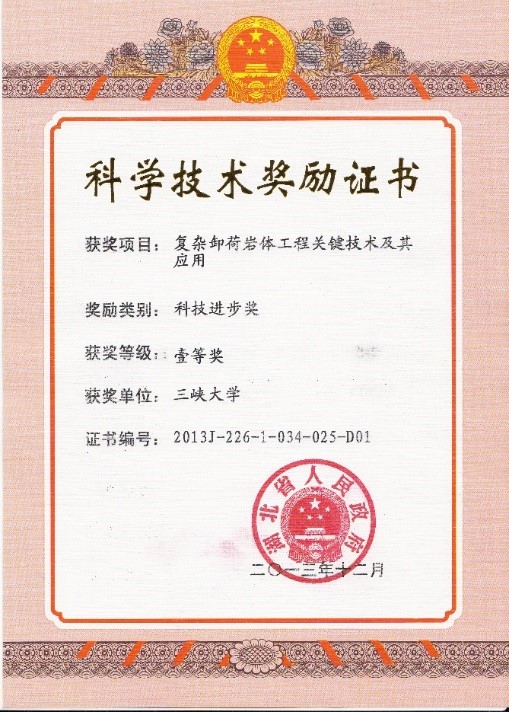 科学技术奖励证书
获奖项目：复杂卸荷岩体工程关键技术及其
应用
奖励类别：科技进步奖
获奖等级：壹等奖
获奖单位：三峡大学
证书编号：2013J-226-1-034-025-D01
湖北省人民政府
二〇一三年十二月